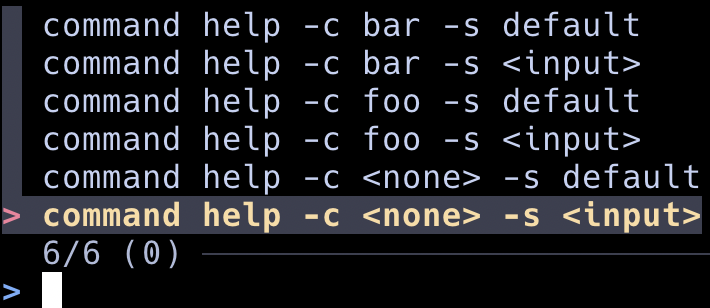 command help -c bar -s default
command help -c bar -s <input>
command help -c foo -s default
command help -c foo -s <input>
command help -c <none> -s default
> command help -c <none> -s <input>
6/6 (0)
>